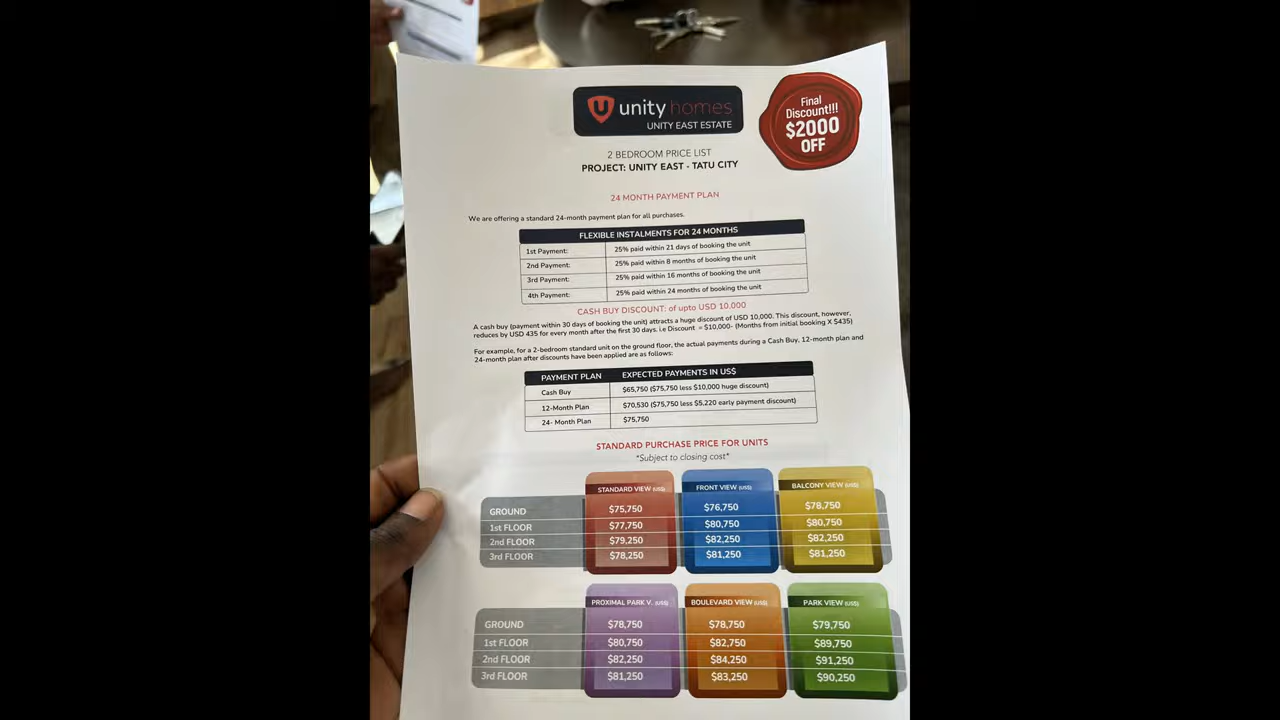 unity homes
UNITY EAST ESTATE
Final
Discount!!!
$2000
OFF
2 BEDROOM PRICE LIST
PROJECT: UNITY EAST - TATU CITY
24 MONTH PAYMENT PLAN
We are offering a standard 24-month payment plan for all purchases.
FLEXIBLE INSTALMENTS FOR 24 MONTHS
1st Payment: 25% paid within 21 days of booking the unit
2nd Payment: 25% paid within 8 months of booking the unit
3rd Payment: 25% paid within 16 months of booking the unit
4th Payment: 25% paid within 24 months of booking the unit
CASH BUY DISCOUNT: of upto USD 10,000
A cash buy (payment within 30 days of booking the unit) attracts a huge discount of USD 10,000. This discount, however,
reduces by USD 435 for every month after the first 30 days. i.e Discount = $10,000- (Months from initial booking X $435)
For example, for a 2-bedroom standard unit on the ground floor, the actual payments during a Cash Buy, 12-month plan and
24-month plan after discounts have been applied are as follows:
PAYMENT PLAN EXPECTED PAYMENTS IN US$
Cash Buy $65,750 ($75,750 less $10,000 huge discount)
12-Month Plan $70,530 ($75,750 less $5,220 early payment discount)
24- Month Plan $75,750
STANDARD PURCHASE PRICE FOR UNITS
*Subject to closing cost*
STANDARD VIEW (US$) FRONT VIEW (US$) BALCONY VIEW (US$)
GROUND $75,750 $76,750 $78,750
1st FLOOR $77,750 $80,750 $80,750
2nd FLOOR $79,250 $82,250 $82,250
3rd FLOOR $78,250 $81,250 $81,250
PROXIMAL PARK V. (US$) BOULEVARD VIEW (US$) PARK VIEW (US$)
GROUND $78,750 $78,750 $79,750
1st FLOOR $80,750 $82,750 $89,750
2nd FLOOR $82,250 $84,250 $91,250
3rd FLOOR $81,250 $83,250 $90,250